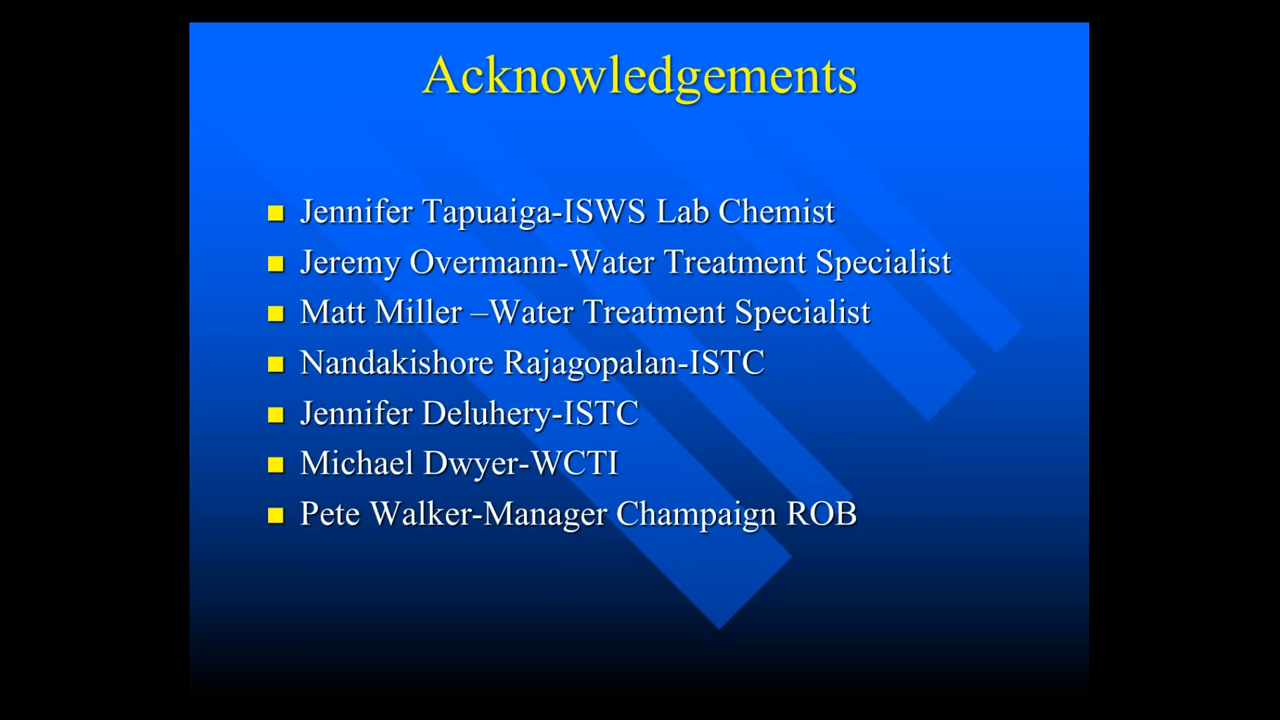 Acknowledgements
Jennifer Tapuaiga-ISWS Lab Chemist
Jeremy Overmann-Water Treatment Specialist
Matt Miller –Water Treatment Specialist
Nandakishore Rajagopalan-ISTC
Jennifer Deluhery-ISTC
Michael Dwyer-WCTI
Pete Walker-Manager Champaign ROB